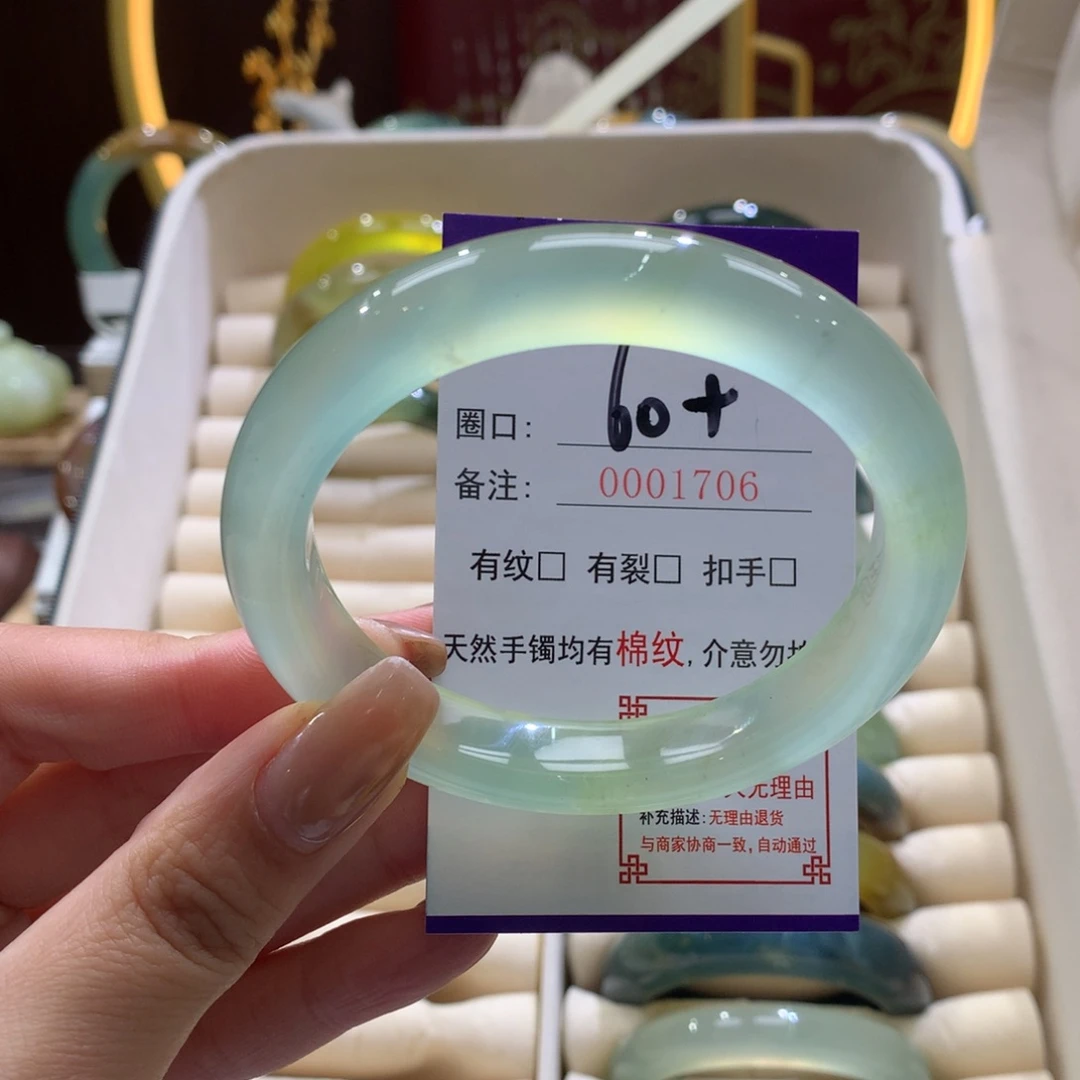 圈口: 60+
备注: 0001706
有纹□ 有裂□ 扣手□
天然手镯均有棉纹, 介意勿
无理由
补充描述:无理由退货
与商家协商一致, 自动通过